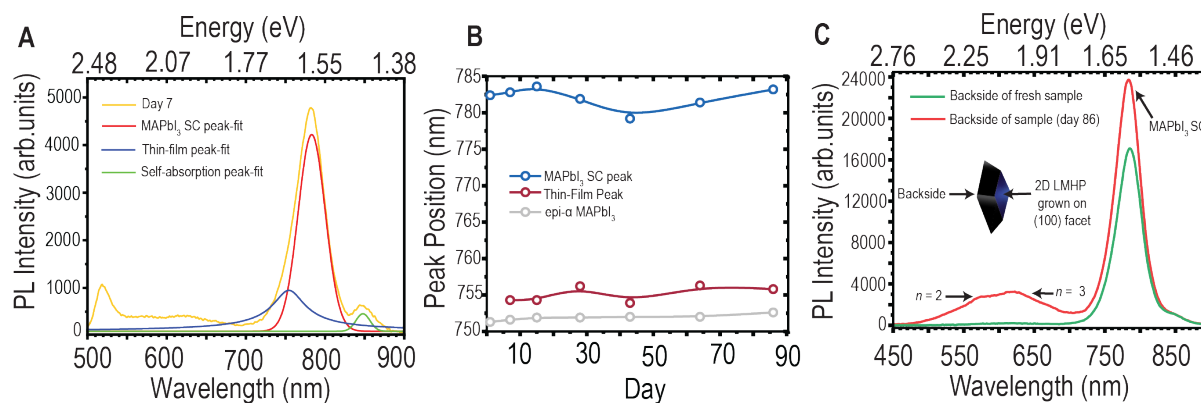 A
Energy (eV)
2.48 2.07 1.77 1.55 1.38
PL Intensity (arb.units)
5000
4000
3000
2000
1000
0
Day 7
MAPbI₃ SC peak-fit
Thin-film peak-fit
Self-absorption peak-fit
500 600 700 800 900
Wavelength (nm)
B
Peak Position (nm)
785
780
775
770
765
760
755
750
MAPbI₃ SC peak
Thin-Film Peak
epi-α MAPbI₃
10 20 30 40 50 60 70 80 90
Day
C
Energy (eV)
2.76 2.25 1.91 1.65 1.46
PL Intensity (arb.units)
24000
20000
16000
12000
8000
4000
0
Backside of fresh sample
Backside of sample (day 86)
MAPbI₃ SC
Backside
2D LMHP
grown on
(100) facet
n = 2
n = 3
450 550 650 750 850
Wavelength (nm)